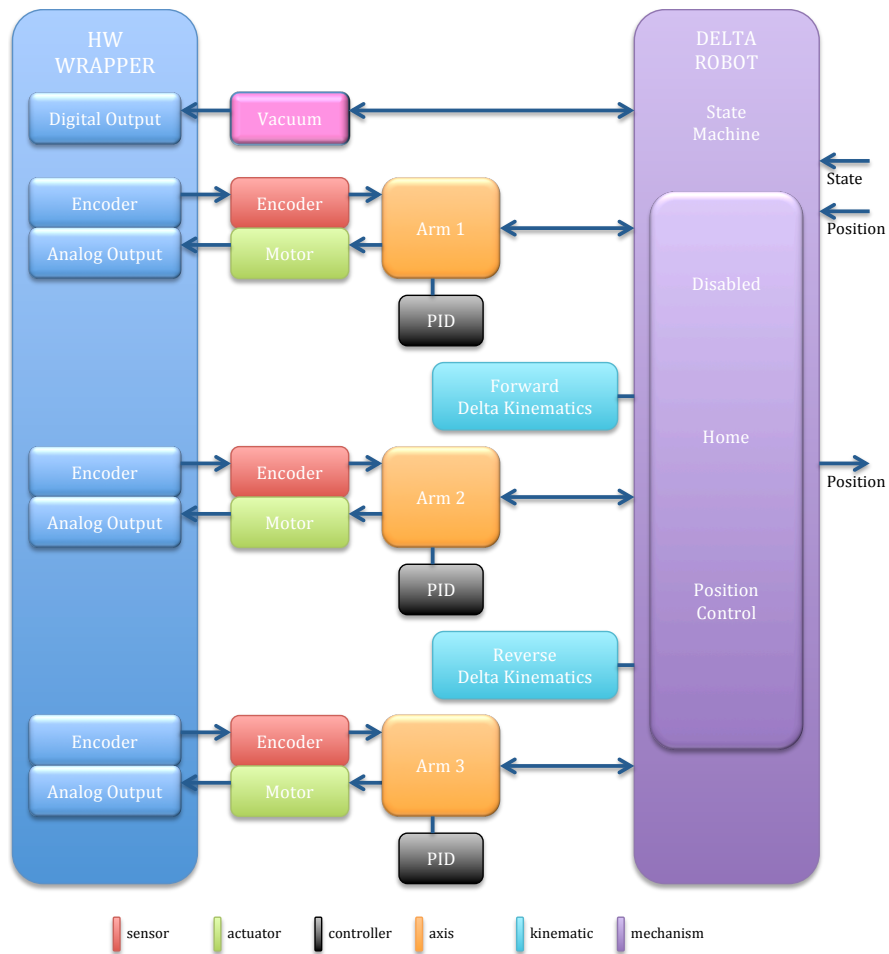 HW
WRAPPER
DELTA
ROBOT
Digital Output
Vacuum
State
Machine
State
Encoder
Encoder
Arm 1
Position
Analog Output
Motor
Disabled
PID
Forward
Delta Kinematics
Home
Encoder
Encoder
Arm 2
Position
Analog Output
Motor
PID
Position
Control
Reverse
Delta Kinematics
Encoder
Encoder
Arm 3
Analog Output
Motor
PID
sensor
actuator
controller
axis
kinematic
mechanism